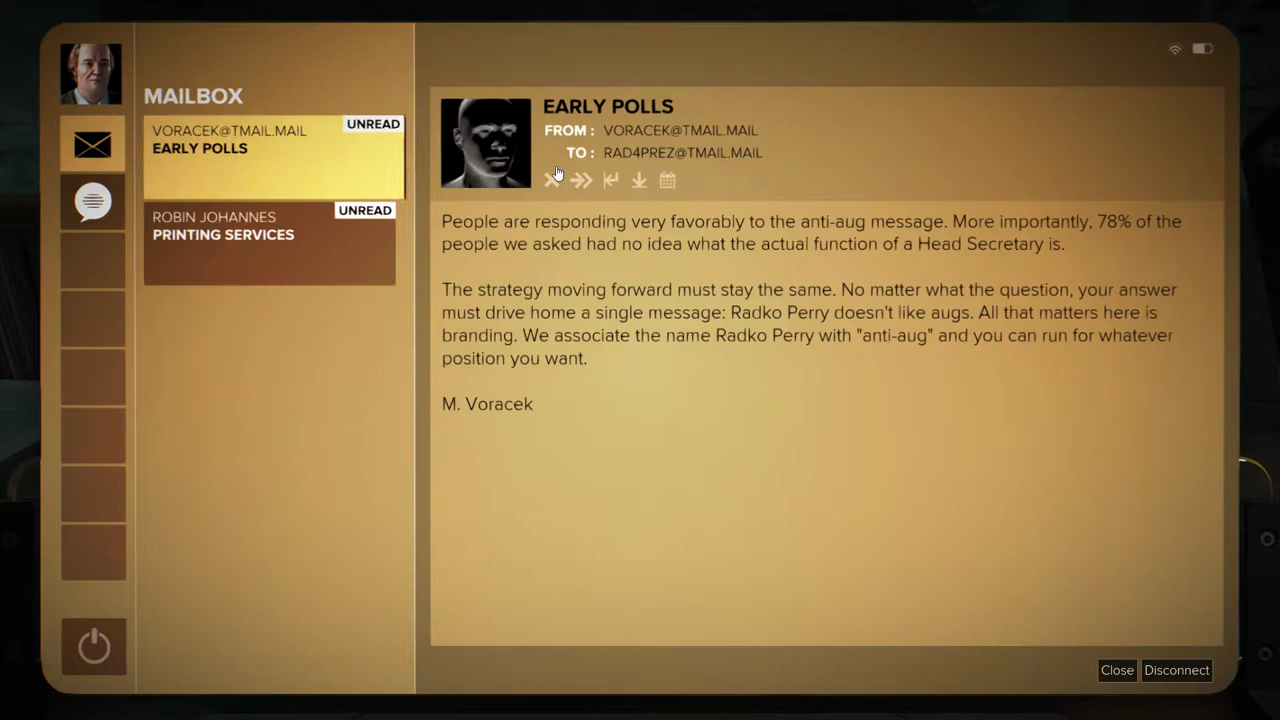 MAILBOX
VORACEK@TMAIL.MAIL
UNREAD
EARLY POLLS
ROBIN JOHANNES
UNREAD
PRINTING SERVICES
EARLY POLLS
FROM : VORACEK@TMAIL.MAIL
TO : RAD4PREZ@TMAIL.MAIL
People are responding very favorably to the anti-aug message. More importantly, 78% of the
people we asked had no idea what the actual function of a Head Secretary is.
The strategy moving forward must stay the same. No matter what the question, your answer
must drive home a single message: Radko Perry doesn't like augs. All that matters here is
branding. We associate the name Radko Perry with "anti-aug" and you can run for whatever
position you want.
M. Voracek
Close
Disconnect